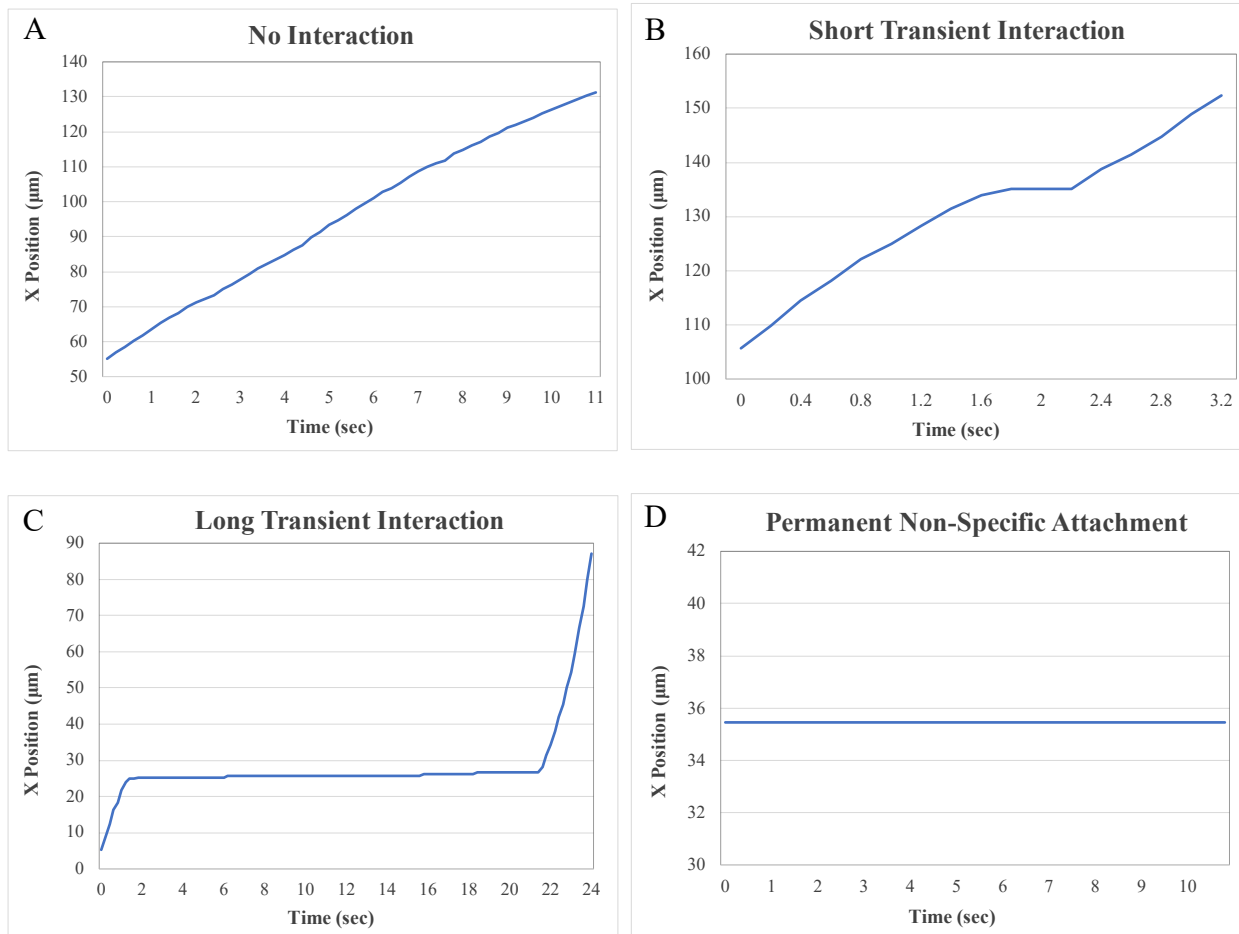 A
No Interaction
140
130
120
110
100
90
80
70
60
50
X Position (µm)
0 1 2 3 4 5 6 7 8 9 10 11
Time (sec)
B
Short Transient Interaction
160
150
140
130
120
110
100
X Position (µm)
0 0.4 0.8 1.2 1.6 2 2.4 2.8 3.2
Time (sec)
C
Long Transient Interaction
90
80
70
60
50
40
30
20
10
0
X Position (µm)
0 2 4 6 8 10 12 14 16 18 20 22 24
Time (sec)
D
Permanent Non-Specific Attachment
42
40
38
36
34
32
30
X Position (µm)
0 1 2 3 4 5 6 7 8 9 10
Time (sec)